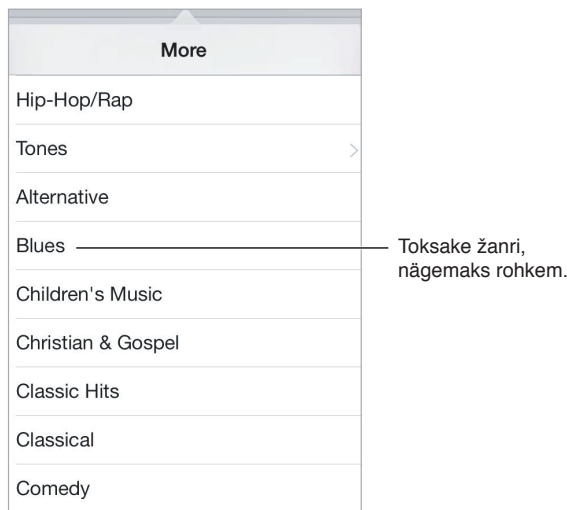 More
Hip-Hop/Rap
Tones
Alternative
Blues
Toksake žanri,
nägemaks rohkem.
Children's Music
Christian & Gospel
Classic Hits
Classical
Comedy